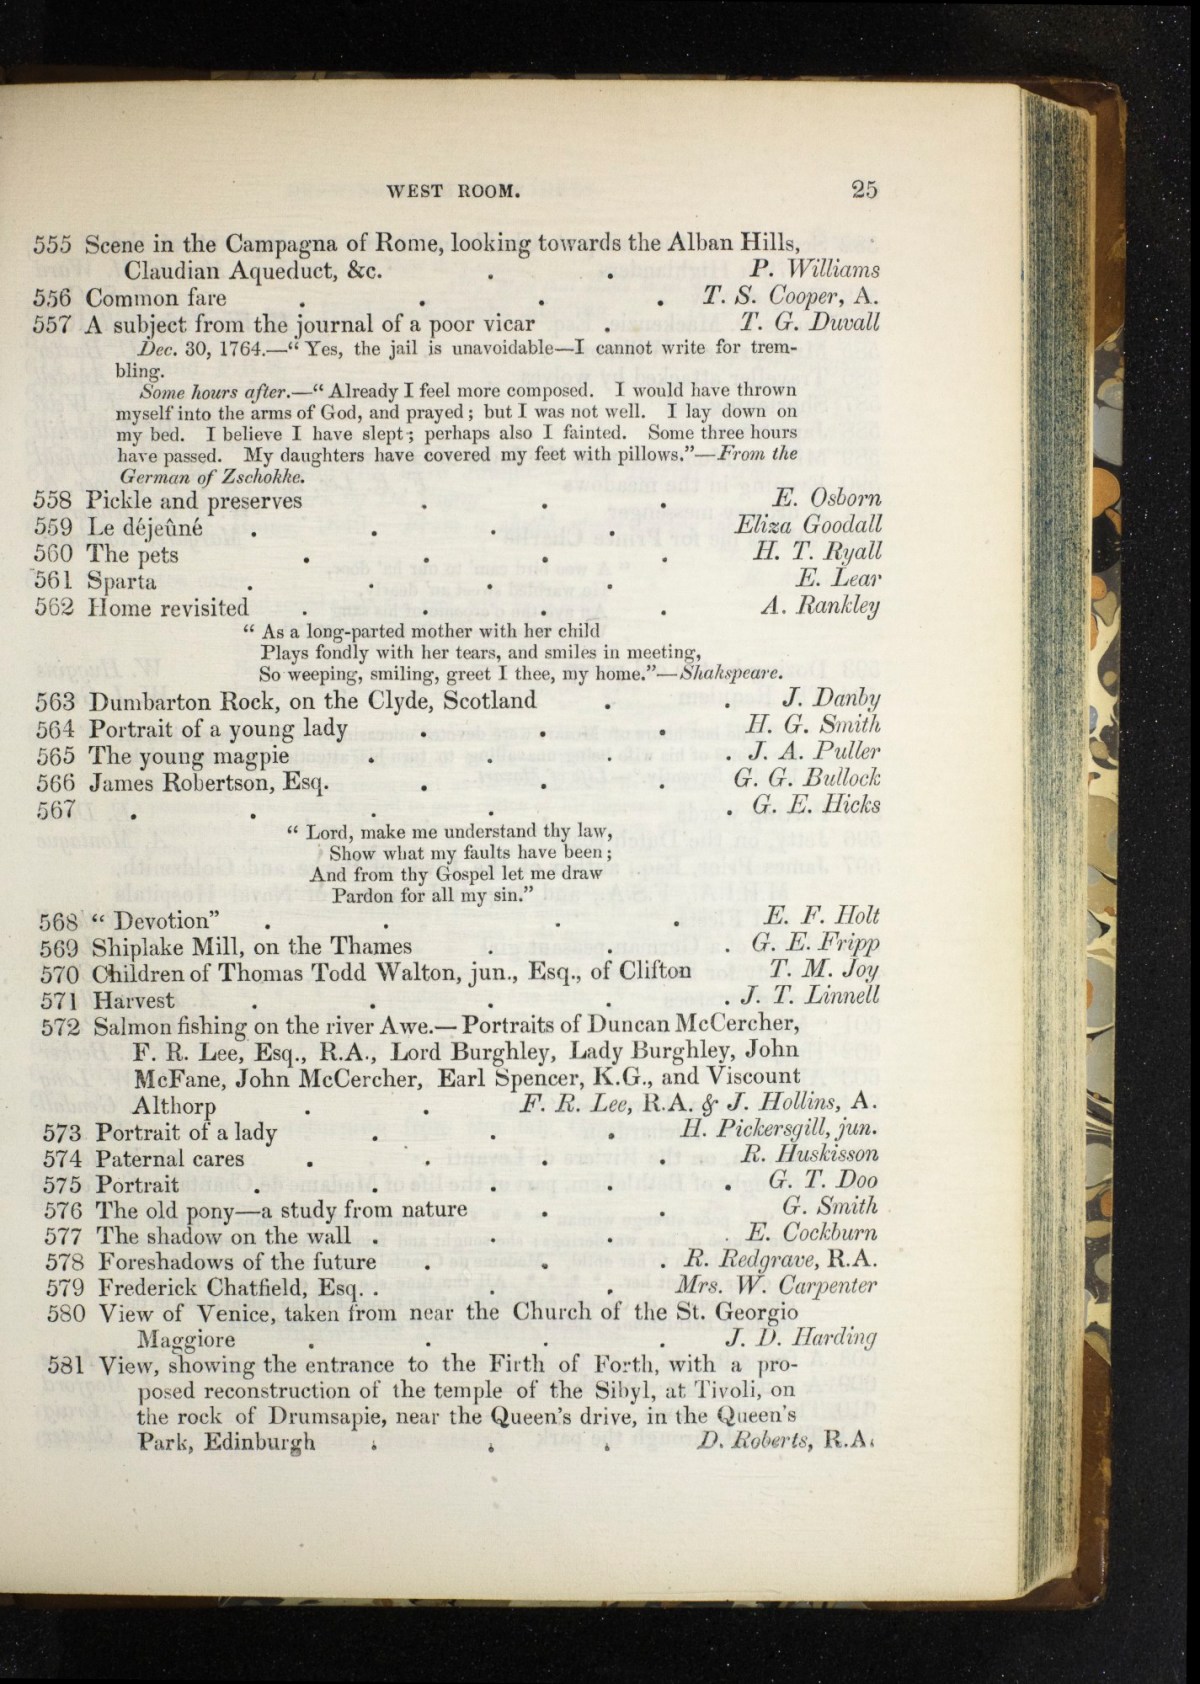 WEST ROOM. 25
555 Scene in the Campagna of Rome, looking towards the Alban Hills,
Claudian Aqueduct, &c. . . P. Williams
556 Common fare . . . . T. S. Cooper, A.
557 A subject from the journal of a poor vicar . T. G. Duvall
Dec. 30, 1764.—“ Yes, the jail is unavoidable—I cannot write for trem-
bling.
Some hours after.—“ Already I feel more composed. I would have thrown
myself into the arms of God, and prayed ; but I was not well. I lay down on
my bed. I believe I have slept ; perhaps also I fainted. Some three hours
have passed. My daughters have covered my feet with pillows.”—From the
German of Zschokke.
558 Pickle and preserves . . . E. Osborn
559 Le déjeûné . . . . Eliza Goodall
560 The pets . . . . H. T. Ryall
561 Sparta . . . . E. Lear
562 Home revisited . . . . A. Rankley
“ As a long-parted mother with her child
Plays fondly with her tears, and smiles in meeting,
So weeping, smiling, greet I thee, my home.”—Shakspeare.
563 Dumbarton Rock, on the Clyde, Scotland . . J. Danby
564 Portrait of a young lady . . . H. G. Smith
565 The young magpie . . . . J. A. Puller
566 James Robertson, Esq. . . . G. G. Bullock
567 . . . . . G. E. Hicks
“ Lord, make me understand thy law,
Show what my faults have been ;
And from thy Gospel let me draw
Pardon for all my sin.”
568 “ Devotion” . . . . E. F. Holt
569 Shiplake Mill, on the Thames . . . G. E. Fripp
570 Children of Thomas Todd Walton, jun., Esq., of Clifton T. M. Joy
571 Harvest . . . . . J. T. Linnell
572 Salmon fishing on the river Awe.—Portraits of Duncan McCercher,
F. R. Lee, Esq., R.A., Lord Burghley, Lady Burghley, John
McFane, John McCercher, Earl Spencer, K.G., and Viscount
Althorp . . F. R. Lee, R.A. & J. Hollins, A.
573 Portrait of a lady . . . H. Pickersgill, jun.
574 Paternal cares . . . . R. Huskisson
575 Portrait . . . . . G. T. Doo
576 The old pony—a study from nature . . G. Smith
577 The shadow on the wall . . . . E. Cockburn
578 Foreshadows of the future . . . R. Redgrave, R.A.
579 Frederick Chatfield, Esq. . . . Mrs. W. Carpenter
580 View of Venice, taken from near the Church of the St. Georgio
Maggiore . . . . J. D. Harding
581 View, showing the entrance to the Firth of Forth, with a pro-
posed reconstruction of the temple of the Sibyl, at Tivoli, on
the rock of Drumsapie, near the Queen’s drive, in the Queen’s
Park, Edinburgh . . . D. Roberts, R.A.